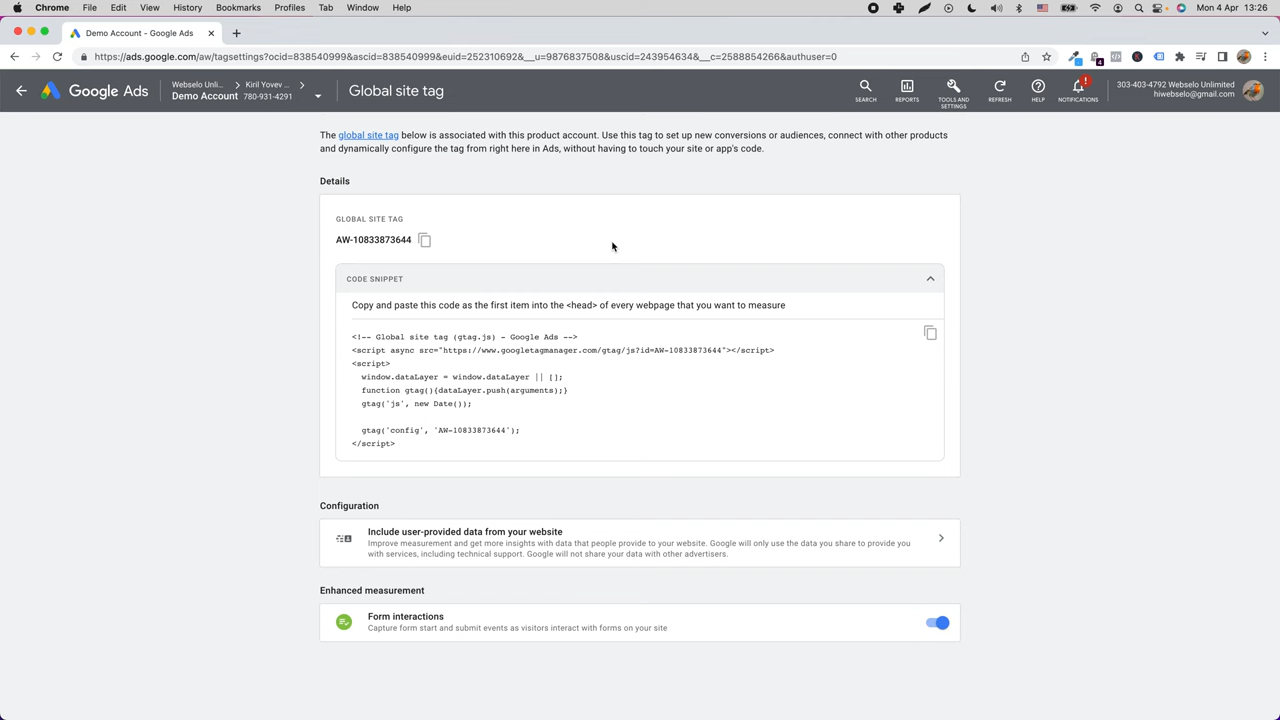 Chrome File Edit View History Bookmarks Profiles Tab Window Help Mon 4 Apr 13:26
Demo Account - Google Ads
https://ads.google.com/aw/tagsettings?ocid=838540999&ascid=838540999&euid=252310692&__u=9876837508&uscid=243954634&__c=2588854266&authuser=0
Webselo Unli... Kiril Yovev ...
Google Ads Demo Account 780-931-4291 Global site tag
SEARCH REPORTS TOOLS AND SETTINGS REFRESH HELP NOTIFICATIONS
303-403-4792 Webselo Unlimited
hiwebselo@gmail.com
The global site tag below is associated with this product account. Use this tag to set up new conversions or audiences, connect with other products
and dynamically configure the tag from right here in Ads, without having to touch your site or app's code.
Details
GLOBAL SITE TAG
AW-10833873644
CODE SNIPPET
Copy and paste this code as the first item into the <head> of every webpage that you want to measure
<!-- Global site tag (gtag.js) - Google Ads -->
<script async src="https://www.googletagmanager.com/gtag/js?id=AW-10833873644"></script>
<script>
window.dataLayer = window.dataLayer || [];
function gtag(){dataLayer.push(arguments);}
gtag('js', new Date());
gtag('config', 'AW-10833873644');
</script>
Configuration
Include user-provided data from your website
Improve measurement and get more insights with data that people provide to your website. Google will only use the data you share to provide you
with services, including technical support. Google will not share your data with other advertisers.
Enhanced measurement
Form interactions
Capture form start and submit events as visitors interact with forms on your site